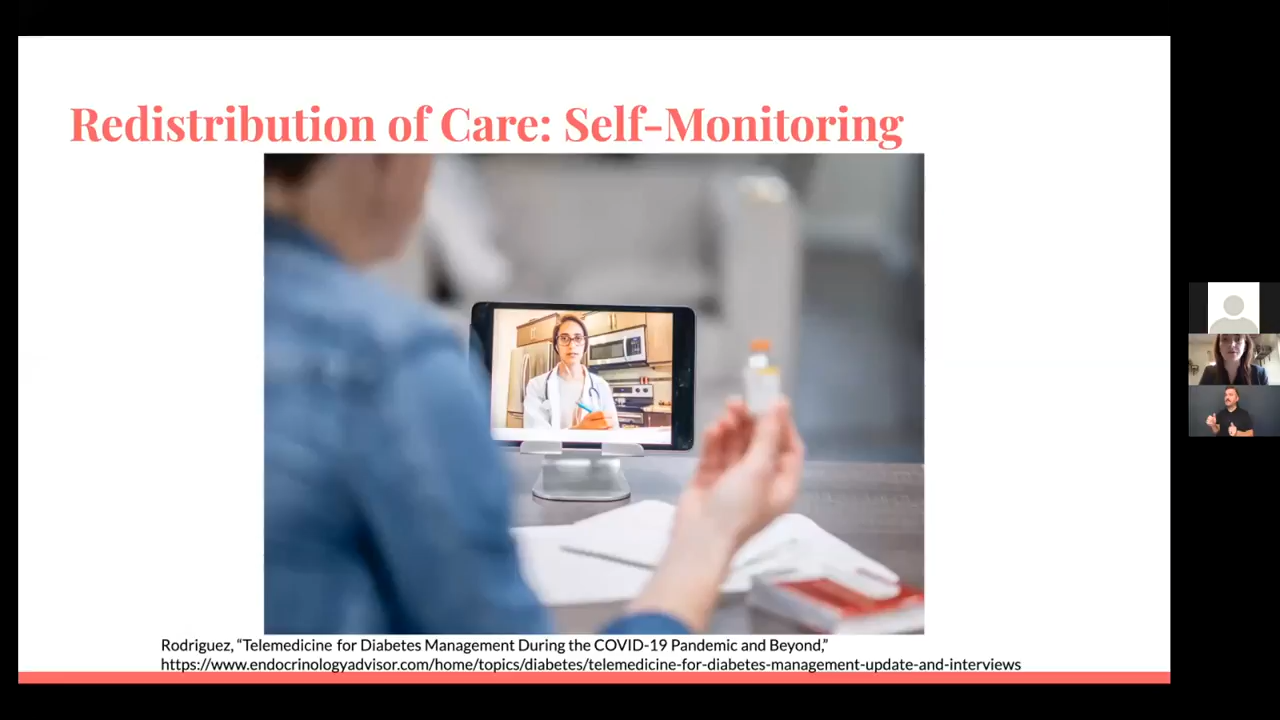 Redistribution of Care: Self-Monitoring
Rodriguez, “Telemedicine for Diabetes Management During the COVID-19 Pandemic and Beyond,”
https://www.endocrinologyadvisor.com/home/topics/diabetes/telemedicine-for-diabetes-management-update-and-interviews